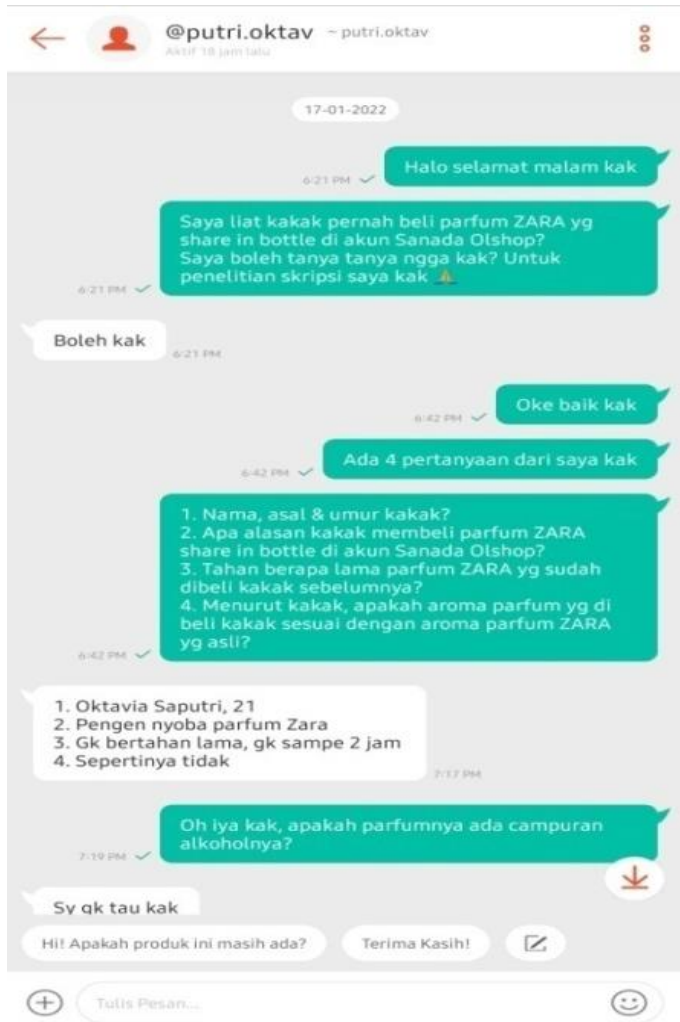 @putri.oktav ~ putri.oktav
Aktif 18 jam lalu
17-01-2022
Halo selamat malam kak
6:21 PM
Saya liat kakak pernah beli parfum ZARA yg
share in bottle di akun Sanada Olshop?
Saya boleh tanya tanya ngga kak? Untuk
penelitian skripsi saya kak 🙏
6:21 PM
Boleh kak
6:21 PM
Oke baik kak
6:42 PM
Ada 4 pertanyaan dari saya kak
6:42 PM
1. Nama, asal & umur kakak?
2. Apa alasan kakak membeli parfum ZARA
share in bottle di akun Sanada Olshop?
3. Tahan berapa lama parfum ZARA yg sudah
dibeli kakak sebelumnya?
4. Menurut kakak, apakah aroma parfum yg di
beli kakak sesuai dengan aroma parfum ZARA
yg asli?
6:42 PM
1. Oktavia Saputri, 21
2. Pengen nyoba parfum Zara
3. Gk bertahan lama, gk sampe 2 jam
4. Sepertinya tidak
7:17 PM
Oh iya kak, apakah parfumnya ada campuran
alkoholnya?
7:19 PM
Sy gk tau kak
Hi! Apakah produk ini masih ada?
Terima Kasih!
Tulis Pesan...